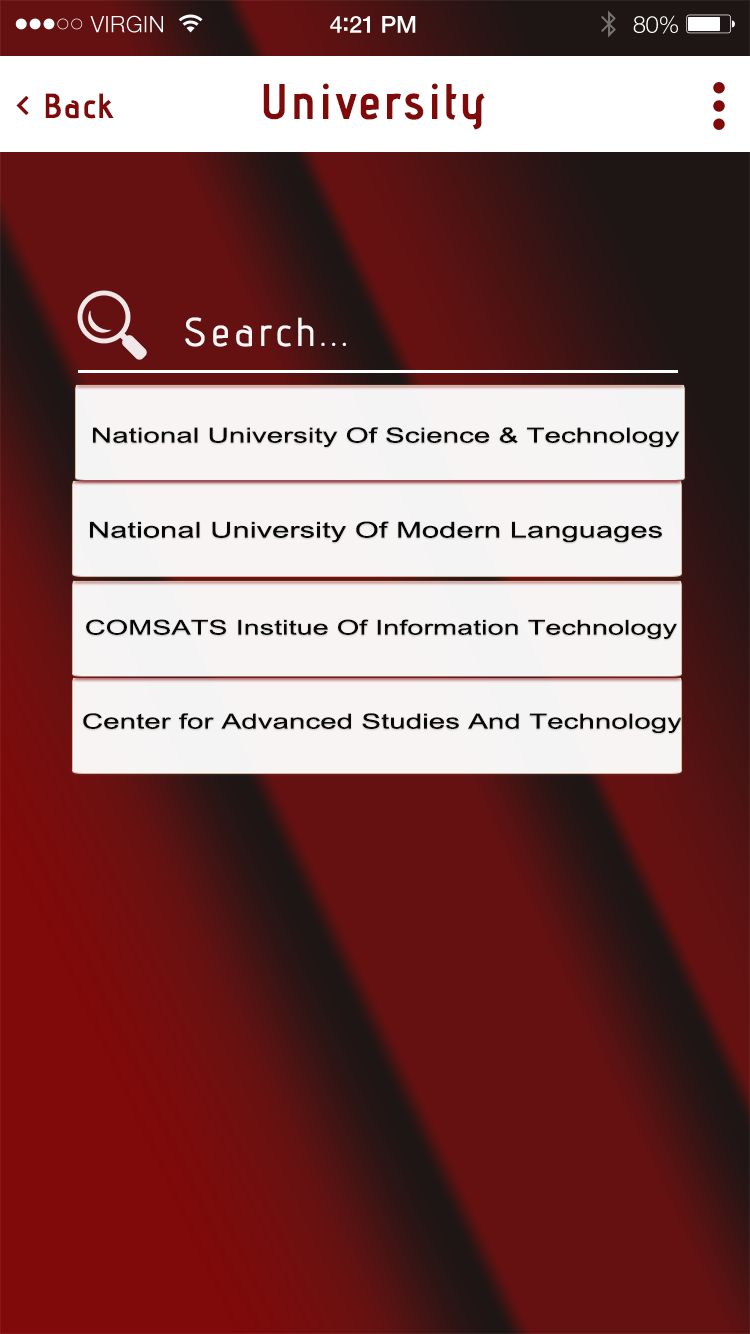 VIRGIN 4:21 PM 80%
Back University
Search...
National University Of Science & Technology
National University Of Modern Languages
COMSATS Institue Of Information Technology
Center for Advanced Studies And Technology